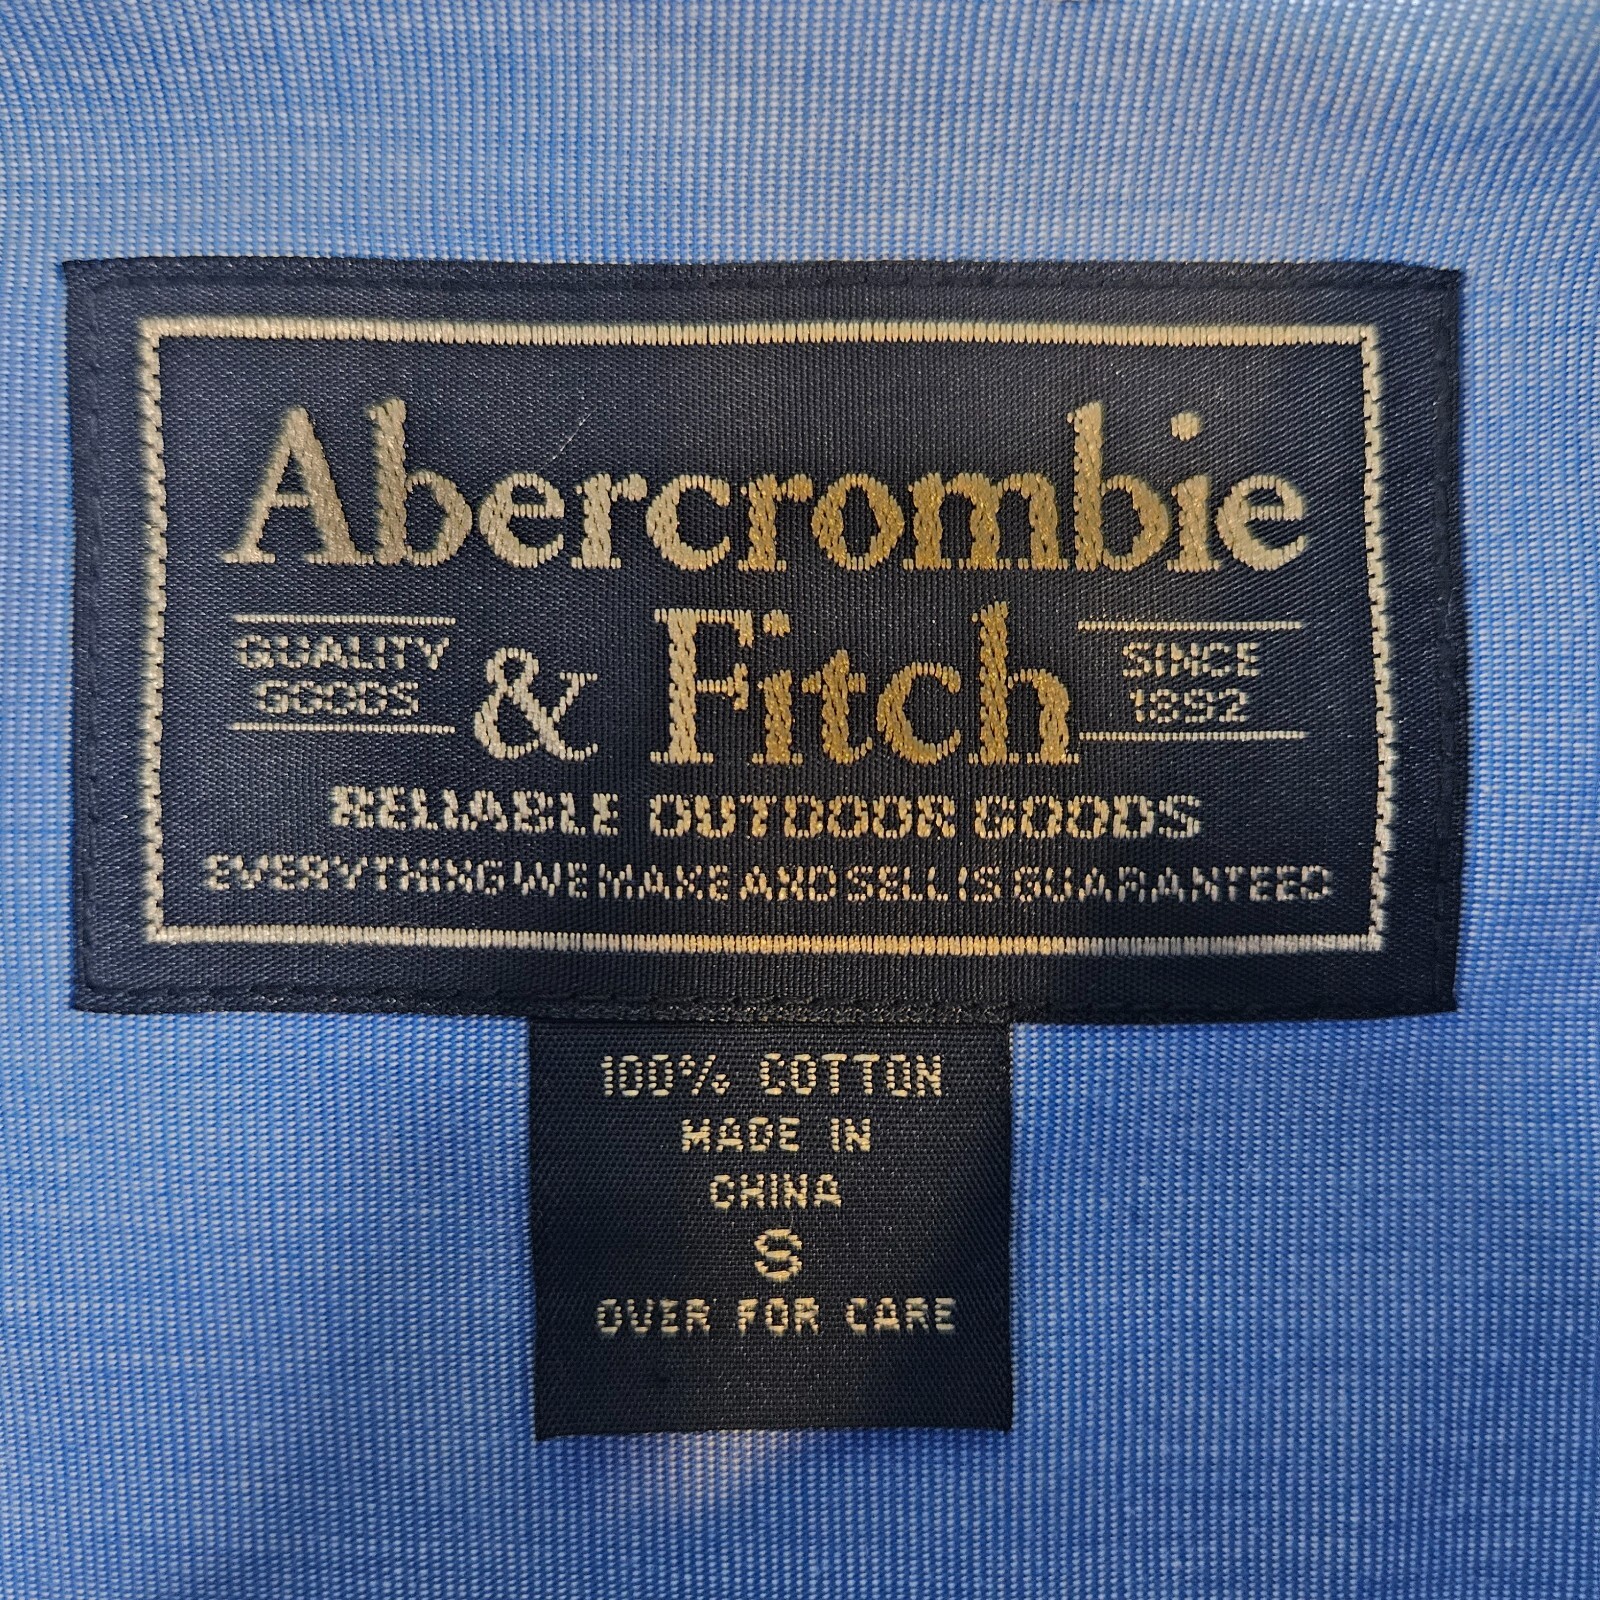 Abercrombie
& Fitch
QUALITY
GOODS
SINCE
1892
RELIABLE OUTDOOR GOODS
EVERYTHING WE MAKE AND SELL IS GUARANTEED
100% COTTON
MADE IN
CHINA
S
OVER FOR CARE